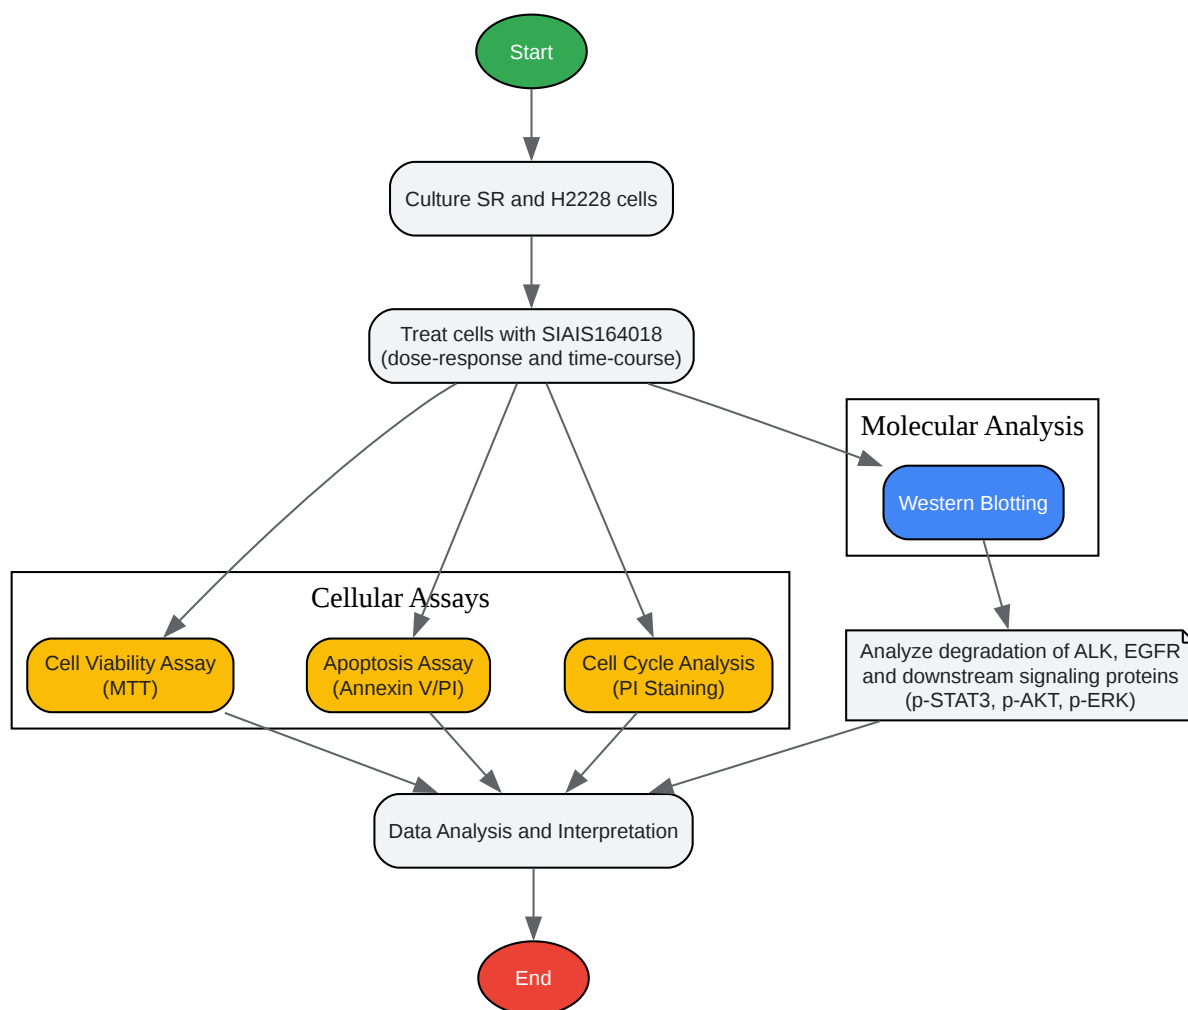 Start
Culture SR and H2228 cells
Treat cells with SIAIS164018
(dose-response and time-course)
Molecular Analysis
Western Blotting
Cellular Assays
Cell Viability Assay
(MTT)
Apoptosis Assay
(Annexin V/PI)
Cell Cycle Analysis
(PI Staining)
Analyze degradation of ALK, EGFR
and downstream signaling proteins
(p-STAT3, p-AKT, p-ERK)
Data Analysis and Interpretation
End